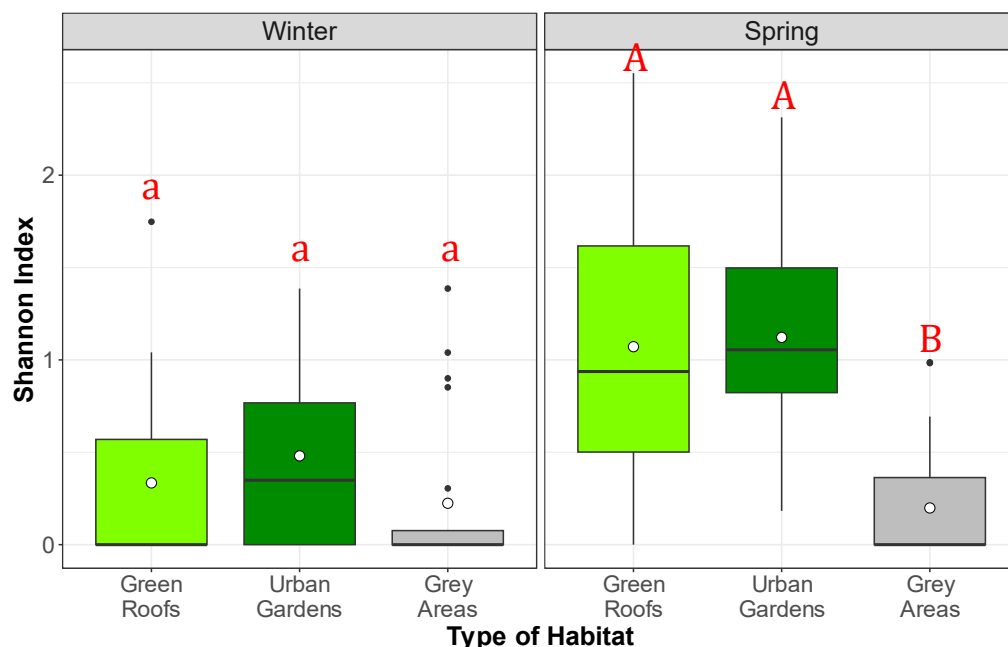 Winter
Spring
Shannon Index
2
1
0
a
a
a
A
A
B
Green Roofs
Urban Gardens
Grey Areas
Green Roofs
Urban Gardens
Grey Areas
Type of Habitat